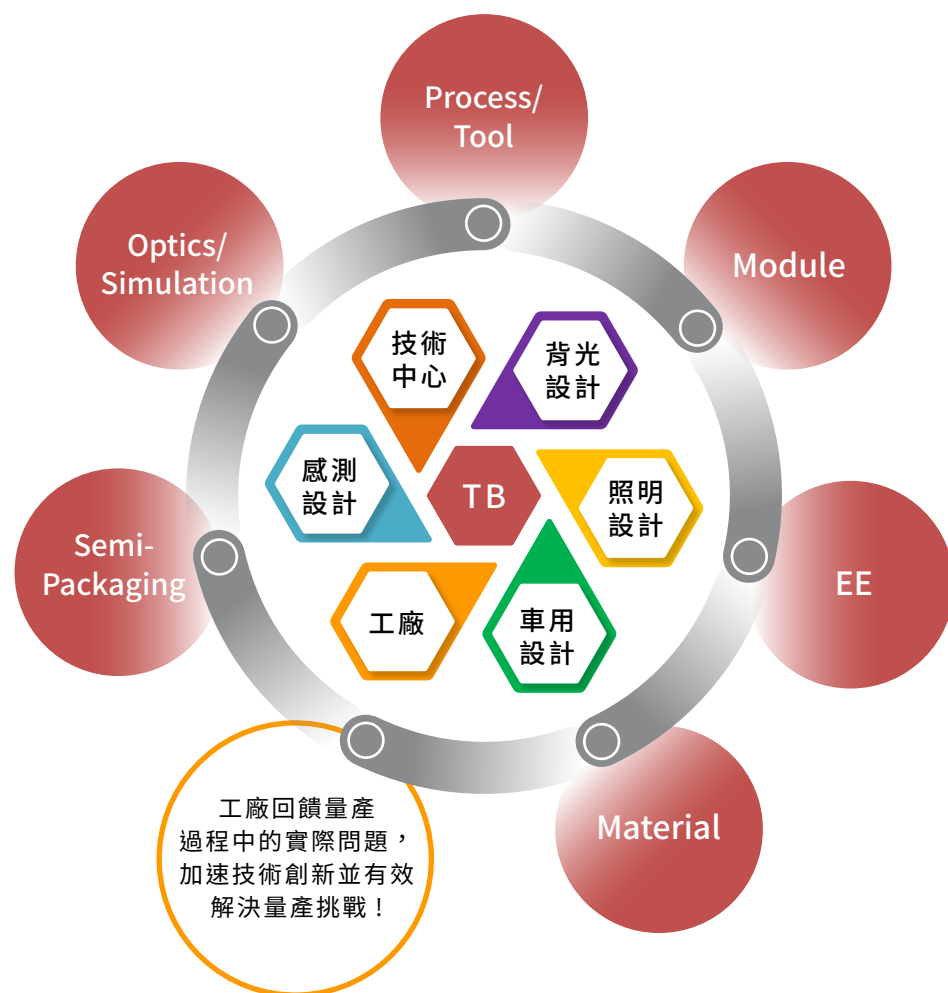 Process/
Tool
Optics/
Simulation
Module
技術
中心
背光
設計
感測
設計
TB
照明
設計
Semi-
Packaging
EE
工廠
車用
設計
工廠回饋量產
過程中的實際問題，
加速技術創新並有效
解決量產挑戰！
Material